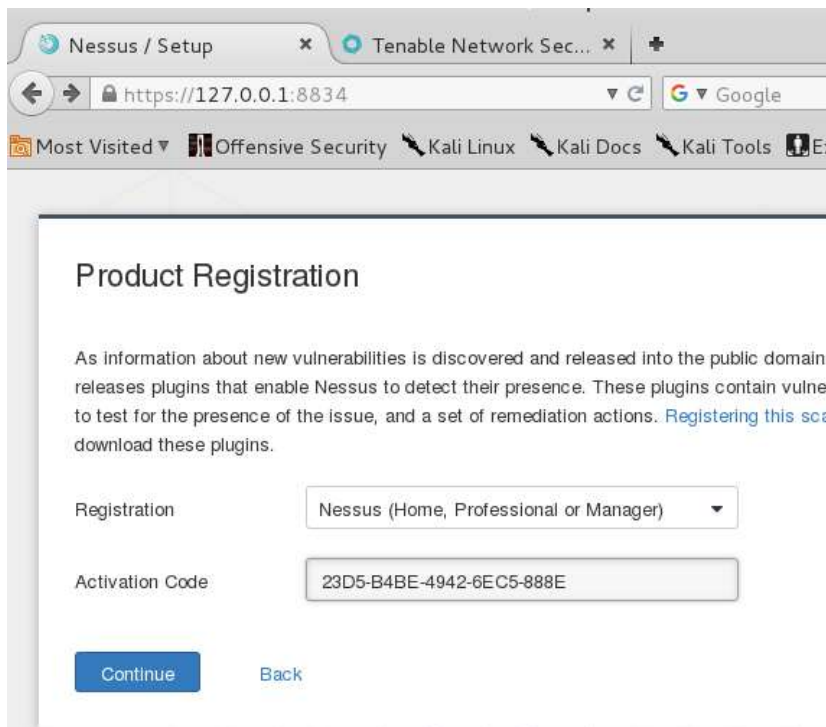 Nessus / Setup
Tenable Network Sec...
https://127.0.0.1:8834
Google
Most Visited
Offensive Security
Kali Linux
Kali Docs
Kali Tools
Product Registration
As information about new vulnerabilities is discovered and released into the public domain
releases plugins that enable Nessus to detect their presence. These plugins contain vulne
to test for the presence of the issue, and a set of remediation actions. Registering this sca
download these plugins.
Registration
Nessus (Home, Professional or Manager)
Activation Code
23D5-B4BE-4942-6EC5-888E
Continue
Back